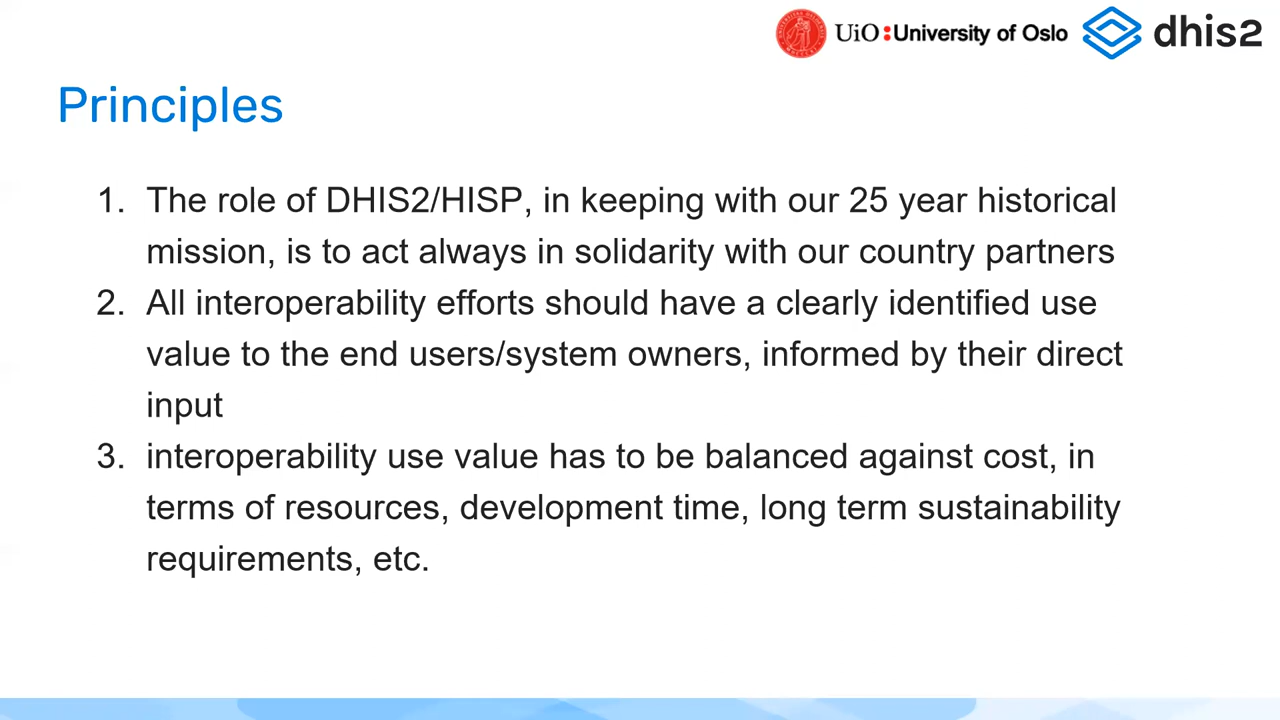 UiO:University of Oslo dhis2
Principles
1. The role of DHIS2/HISP, in keeping with our 25 year historical
mission, is to act always in solidarity with our country partners
2. All interoperability efforts should have a clearly identified use
value to the end users/system owners, informed by their direct
input
3. interoperability use value has to be balanced against cost, in
terms of resources, development time, long term sustainability
requirements, etc.